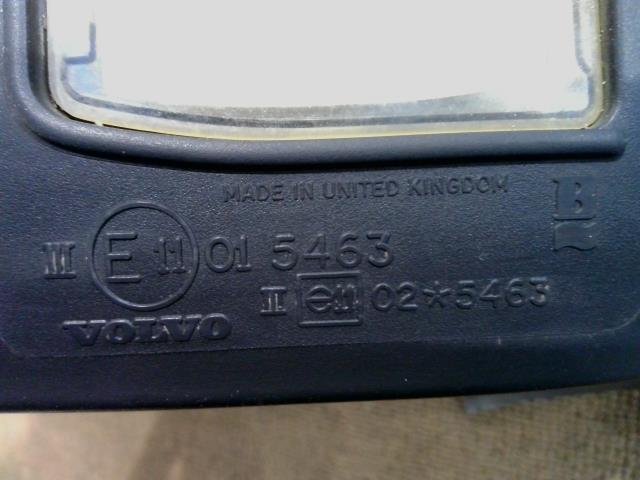 MADE IN UNITED KINGDOM
B
III E 11 01 5463
II e11 02*5463
VOLVO